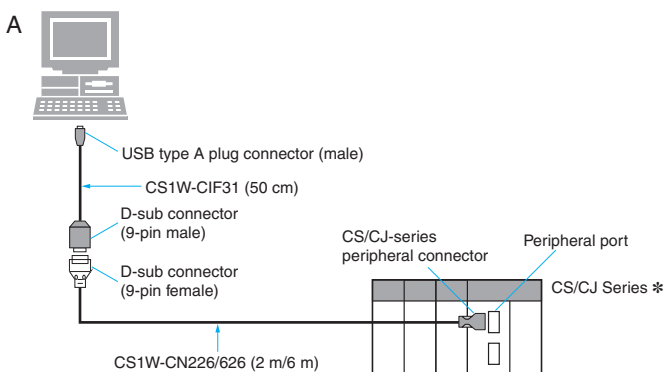 A
USB type A plug connector (male)
CS1W-CIF31 (50 cm)
D-sub connector
(9-pin male)
CS/CJ-series
peripheral connector
Peripheral port
D-sub connector
(9-pin female)
CS/CJ Series *
CS1W-CN226/626 (2 m/6 m)